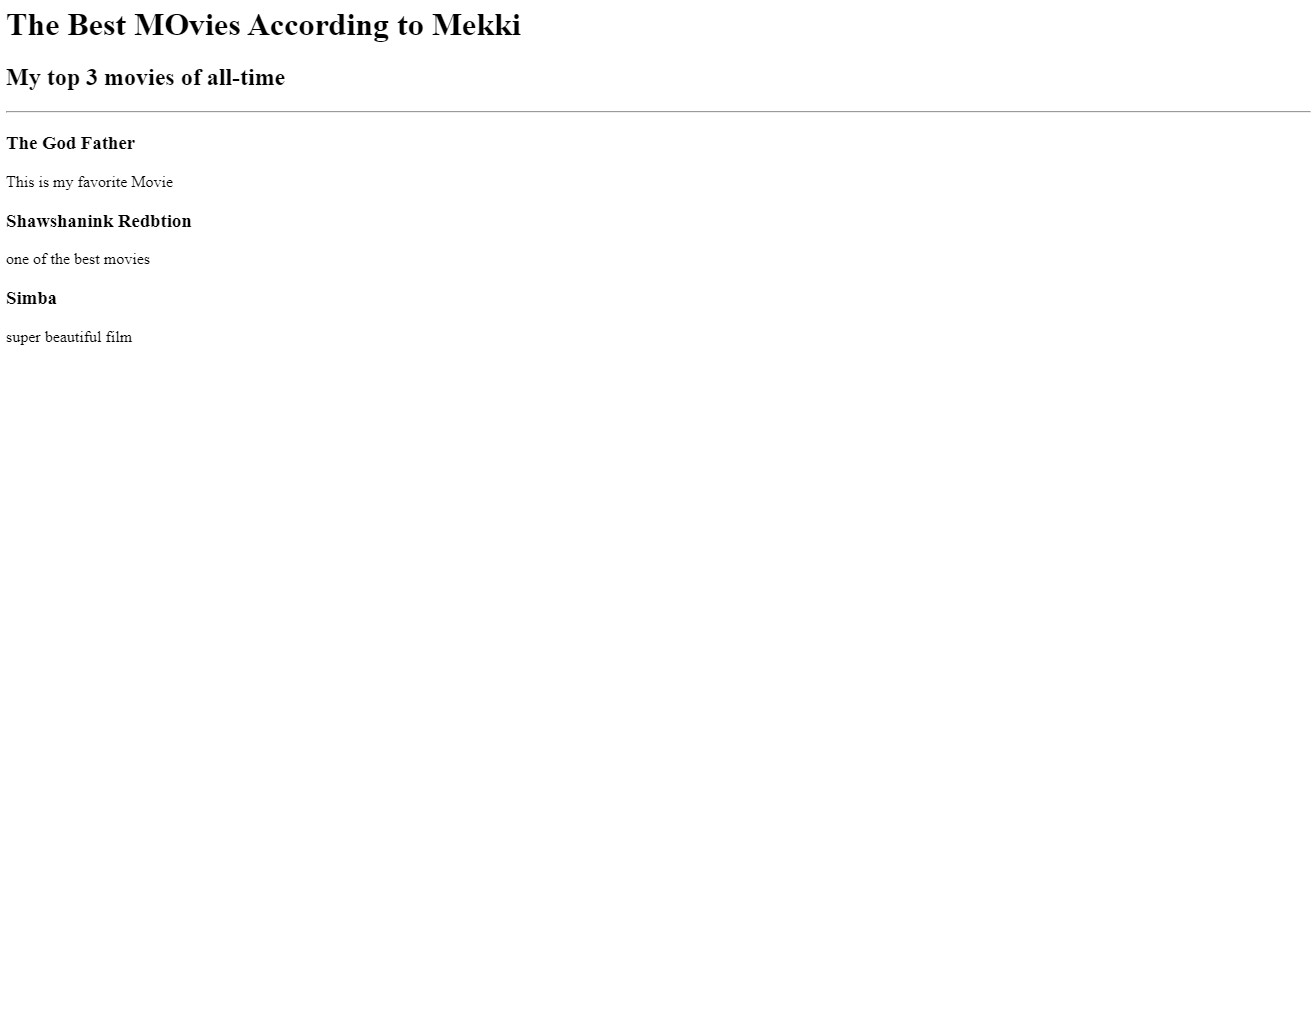 The Best MOvies According to Mekki
My top 3 movies of all-time
The God Father
This is my favorite Movie
Shawshanink Redbtion
one of the best movies
Simba
super beautiful film